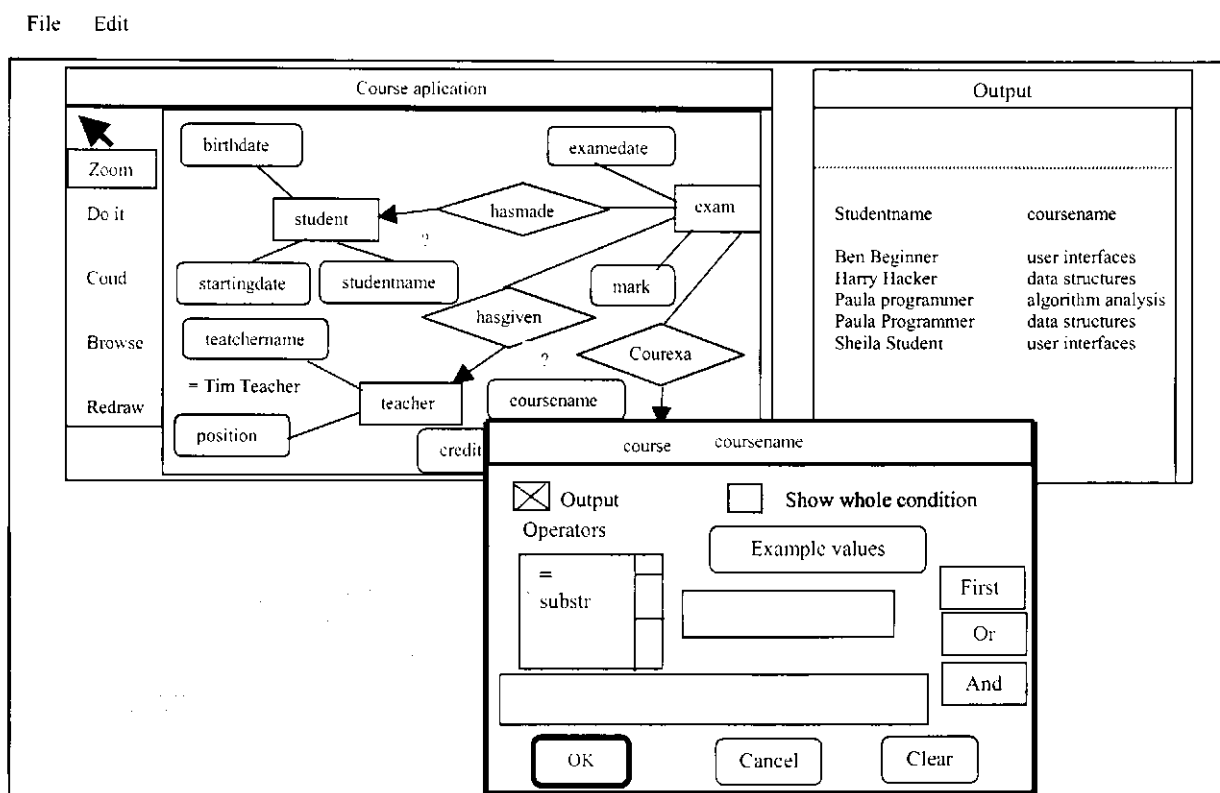 File Edit
Course aplication
Zoom
Do it
Cond
Browse
Redraw
birthdate
examedate
student
hasmade
exam
?
startingdate
studentname
mark
hasgiven
teatchername
Courexa
?
= Tim Teacher
teacher
coursename
position
credit
Output
Studentname coursename
Ben Beginner user interfaces
Harry Hacker data structures
Paula programmer algorithm analysis
Paula Programmer data structures
Sheila Student user interfaces
course coursename
Output Show whole condition
Operators
Example values
=
substr
First
Or
And
OK Cancel Clear